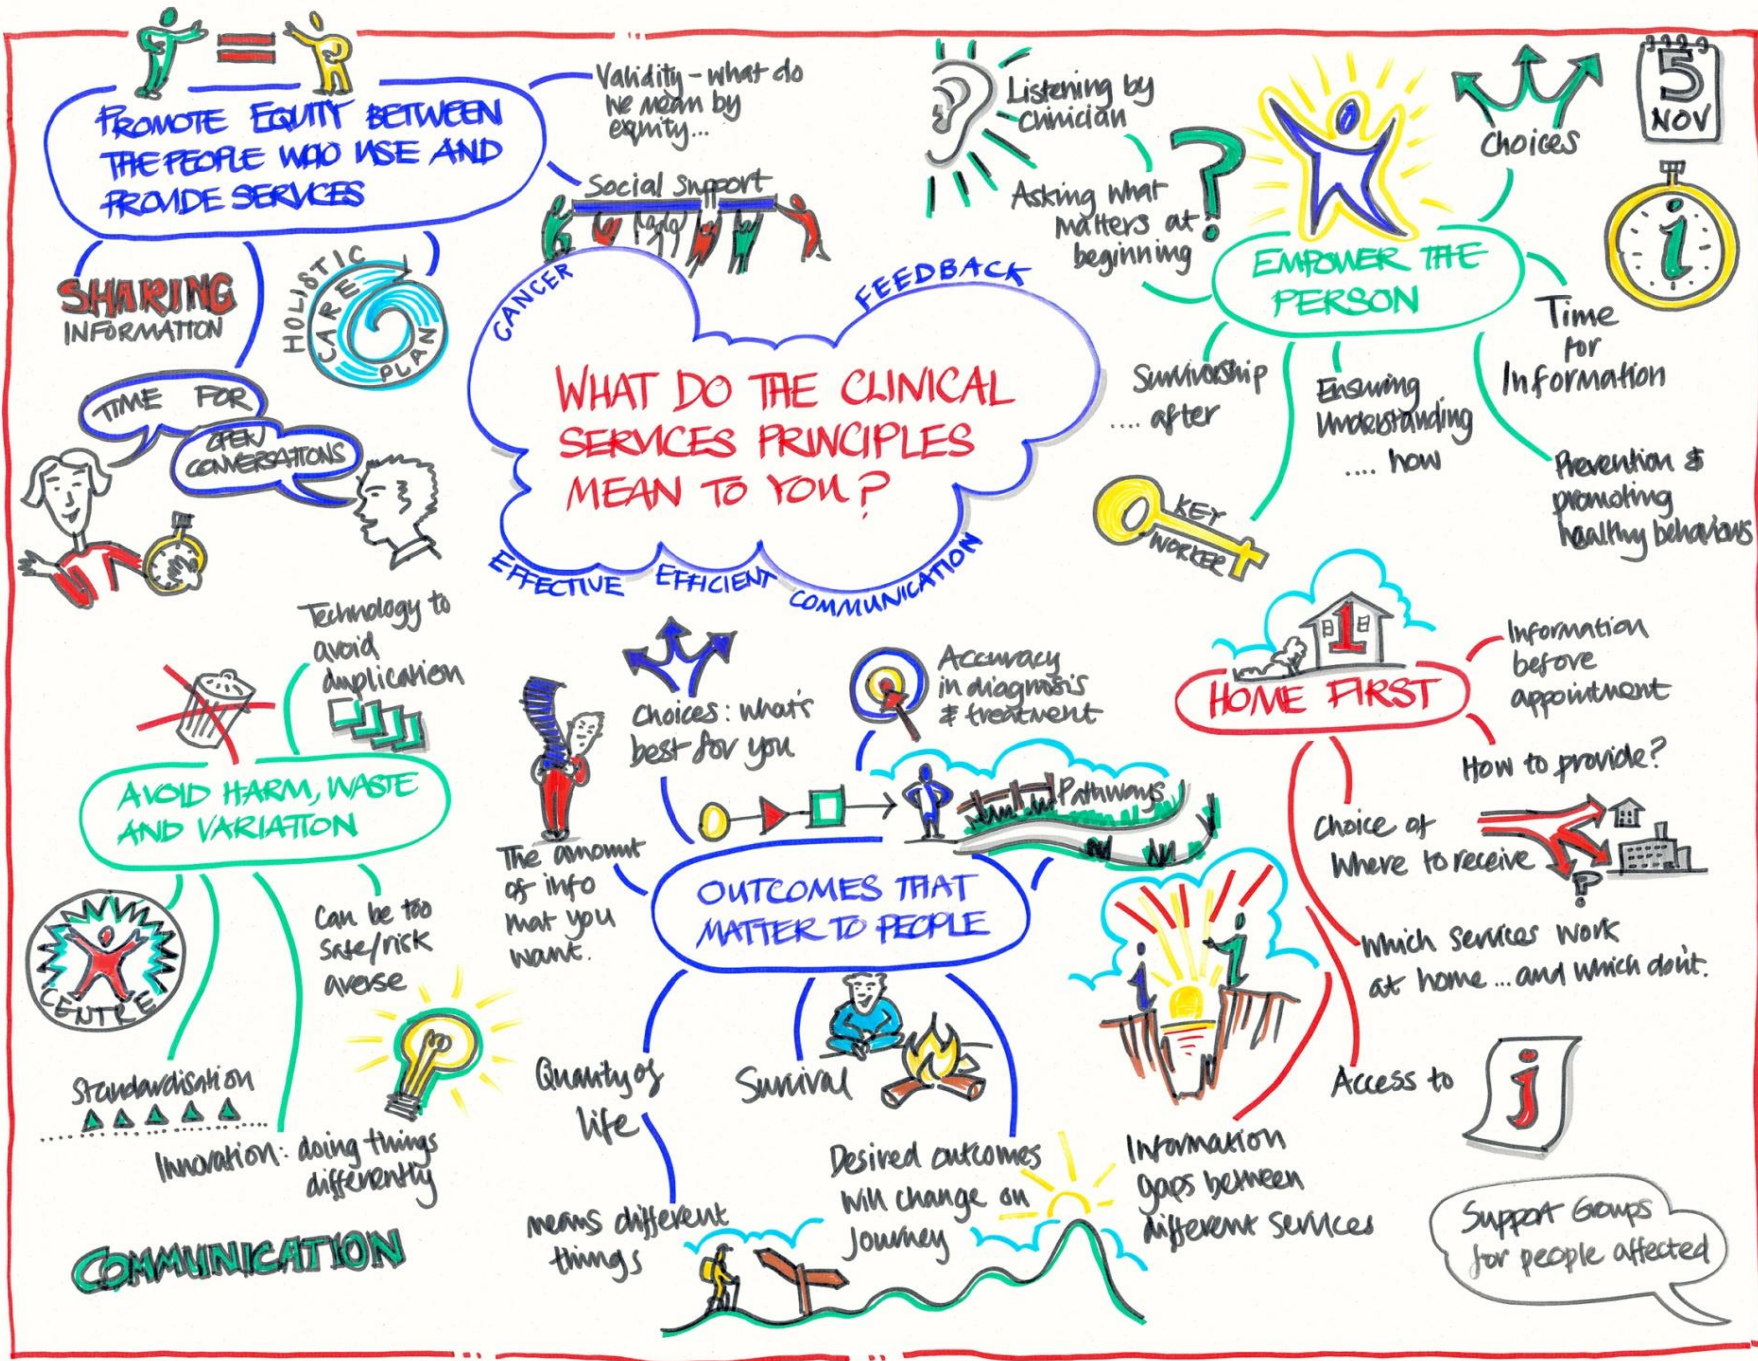 PROMOTE EQUITY BETWEEN
THE PEOPLE WHO USE AND
PROVIDE SERVICES
Validity - what do
we mean by
equity...
Social Support
SHARING
INFORMATION
HOLISTIC
CARE
PLAN
TIME FOR
OPEN
CONVERSATIONS
CANCER
FEEDBACK
WHAT DO THE CLINICAL
SERVICES PRINCIPLES
MEAN TO YOU?
EFFECTIVE
EFFICIENT
COMMUNICATION
Listening by
clinician
Asking what
matters at
beginning
?
Choices
5
NOV
i
EMPOWER THE
PERSON
Time
for
Information
Survivorship
.... after
Ensuring
Understanding
.... how
Prevention &
promoting
healthy behaviours
KEY
WORKER
Technology to
avoid
duplication
AVOID HARM, WASTE
AND VARIATION
CENTRE
Can be too
safe/risk
averse
Standardisation
Innovation: doing things
differently
COMMUNICATION
Choices: what's
best for you
Accuracy
in diagnosis
& treatment
Pathways
The amount
of info
that you
want.
OUTCOMES THAT
MATTER TO PEOPLE
Quality of
life
means different
things
Survival
Desired outcomes
will change on
journey
1
HOME FIRST
Information
before
appointment
How to provide?
Choice of
where to receive
?
Which services work
at home ... and which don't.
i
i
Access to
i
Information
gaps between
different services
Support Groups
for people affected